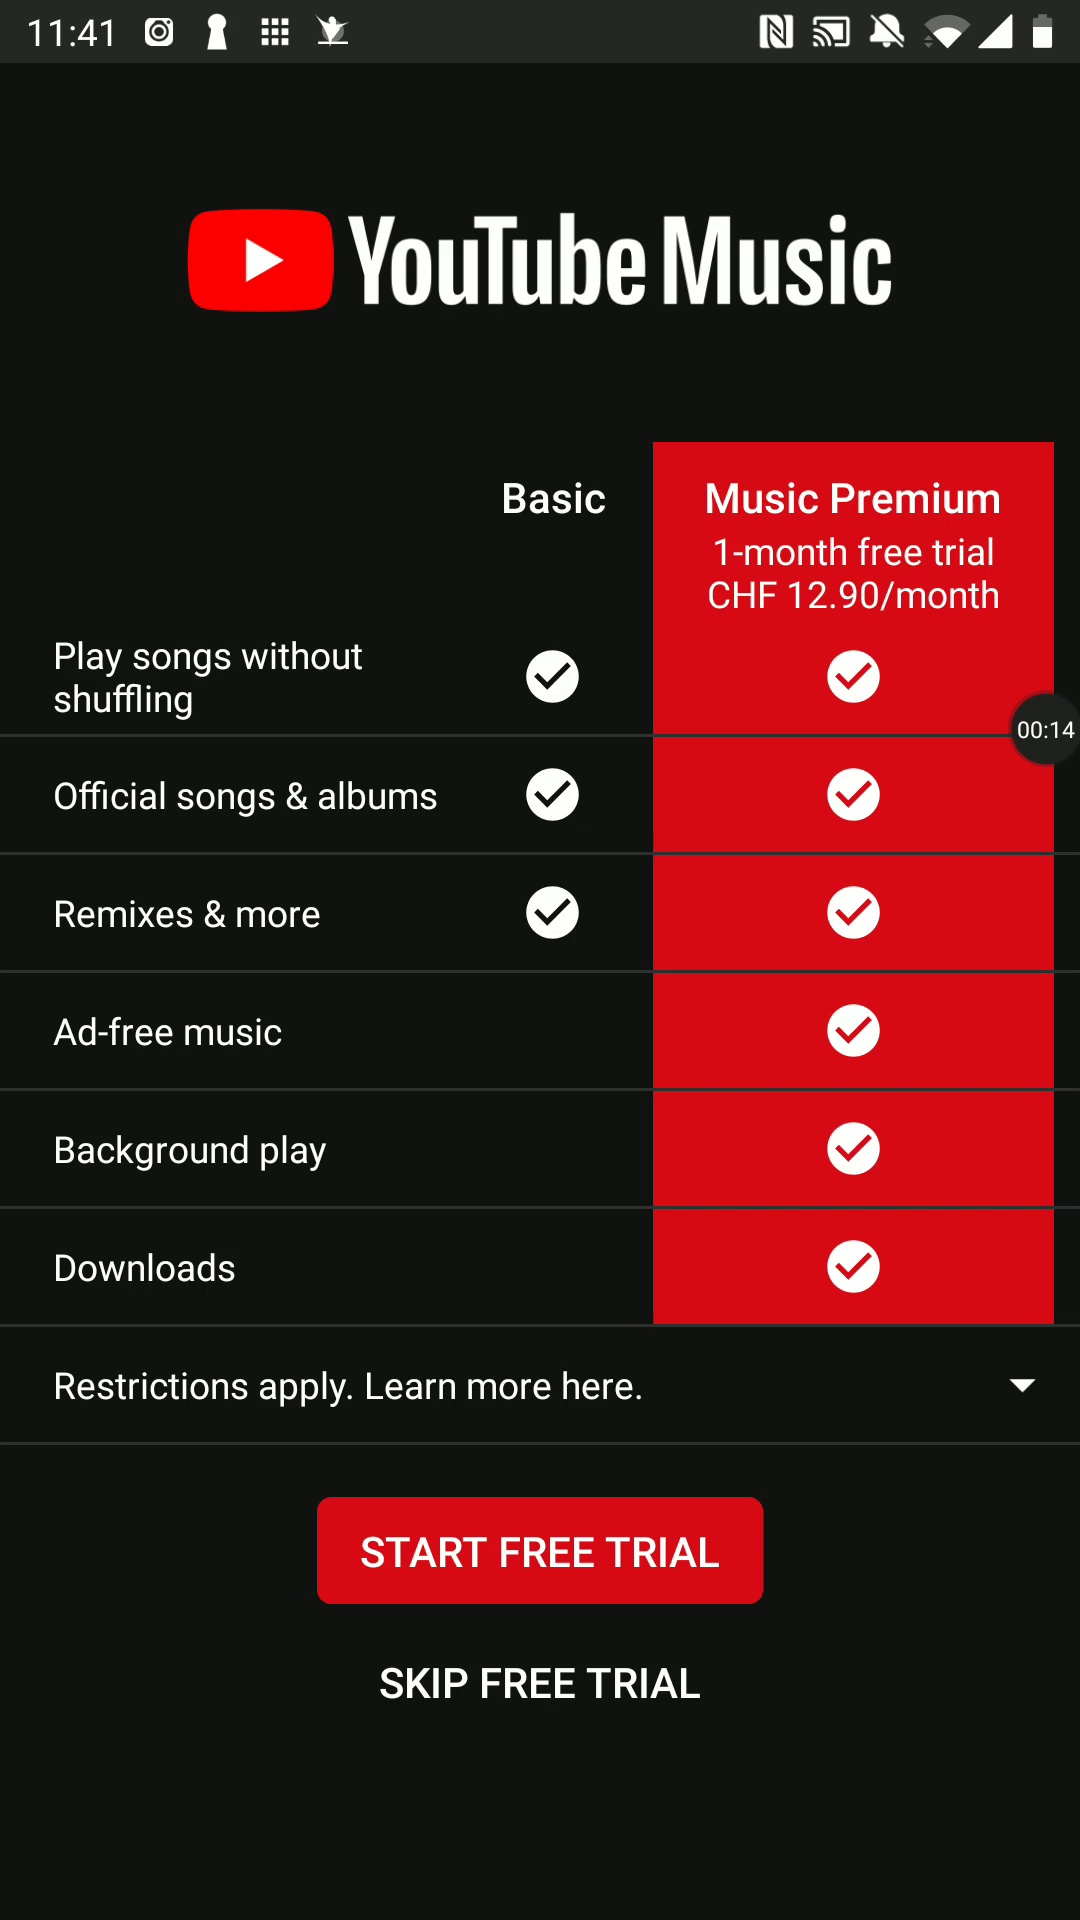 11:41
YouTube Music
Basic
Music Premium
1-month free trial
CHF 12.90/month
Play songs without
shuffling
00:14
Official songs & albums
Remixes & more
Ad-free music
Background play
Downloads
Restrictions apply. Learn more here.
START FREE TRIAL
SKIP FREE TRIAL